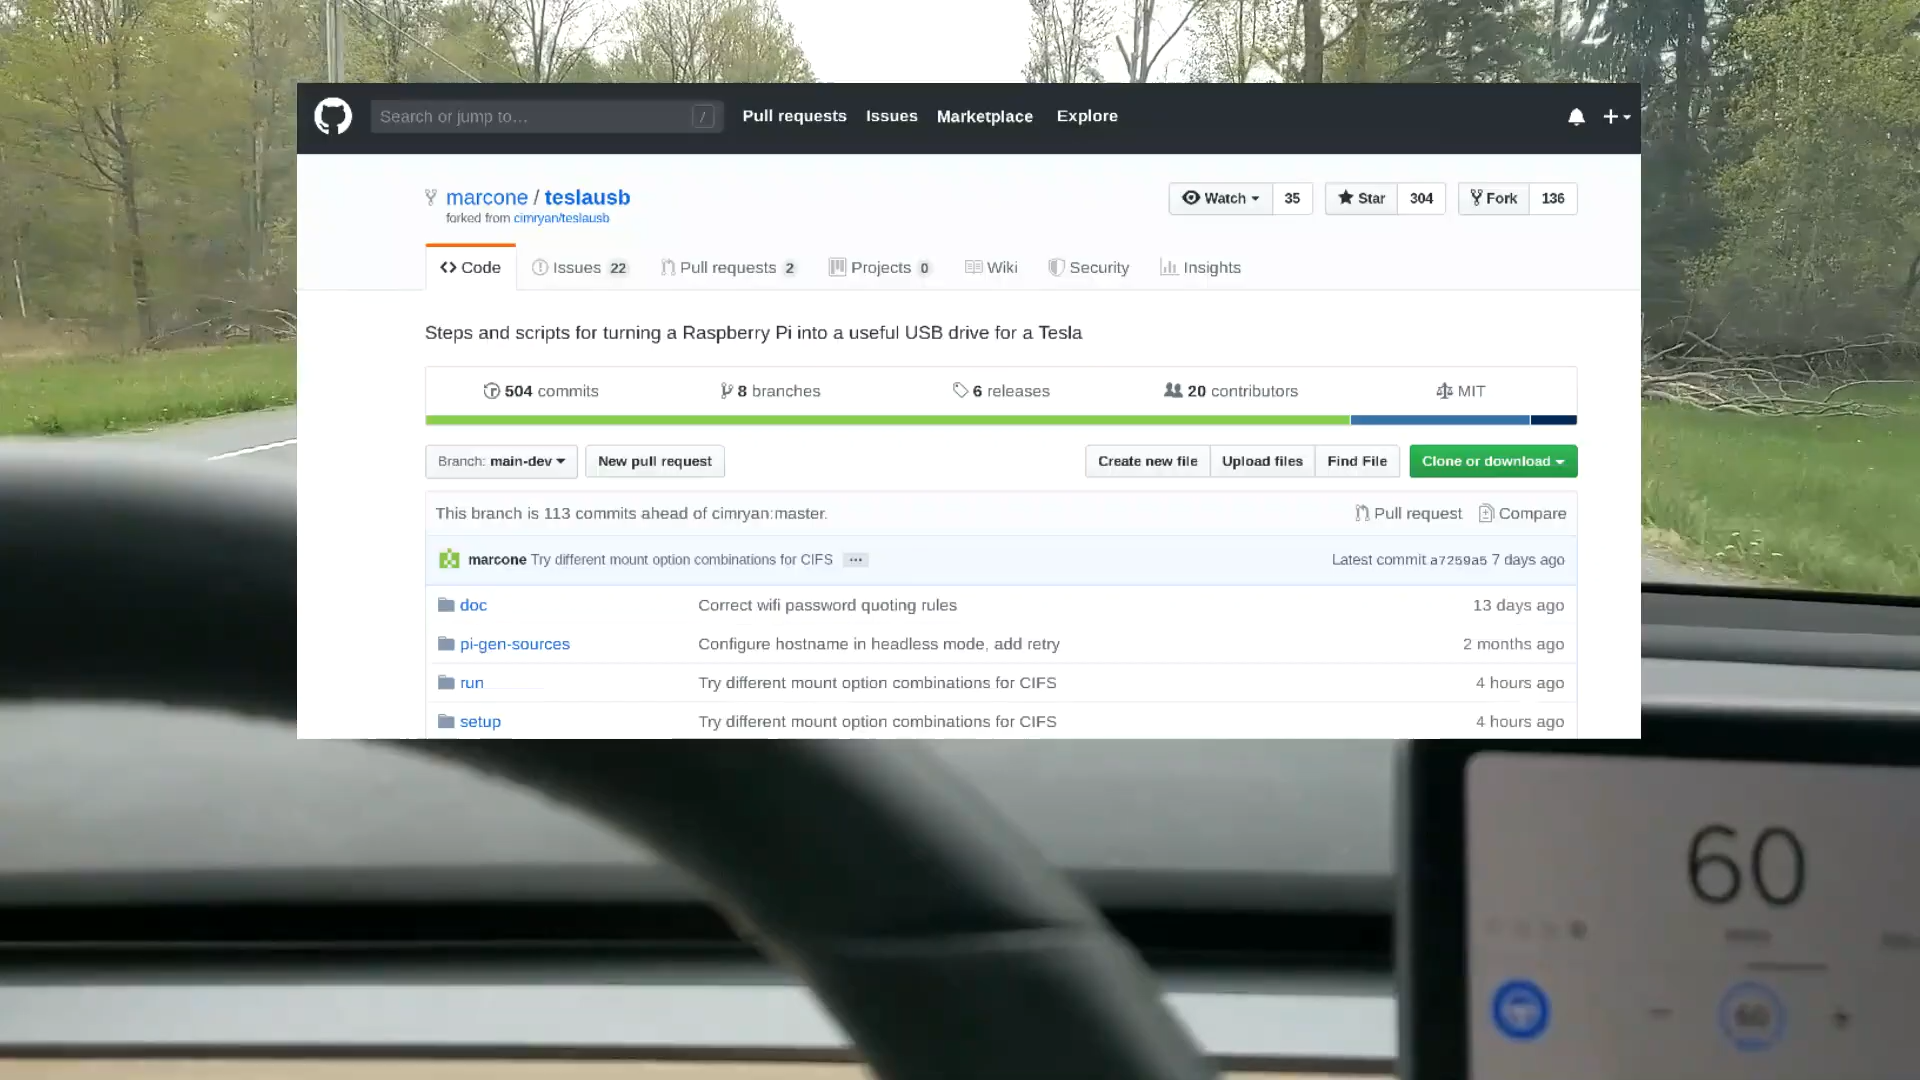 Search or jump to… /
Pull requests Issues Marketplace Explore
marcone / teslausb
forked from cimryan/teslausb
Watch 35 Star 304 Fork 136
Code Issues 22 Pull requests 2 Projects 0 Wiki Security Insights
Steps and scripts for turning a Raspberry Pi into a useful USB drive for a Tesla
504 commits 8 branches 6 releases 20 contributors MIT
Branch: main-dev New pull request Create new file Upload files Find File Clone or download
This branch is 113 commits ahead of cimryan:master. Pull request Compare
marcone Try different mount option combinations for CIFS ... Latest commit a7259a5 7 days ago
doc Correct wifi password quoting rules 13 days ago
pi-gen-sources Configure hostname in headless mode, add retry 2 months ago
run Try different mount option combinations for CIFS 4 hours ago
setup Try different mount option combinations for CIFS 4 hours ago
60
60